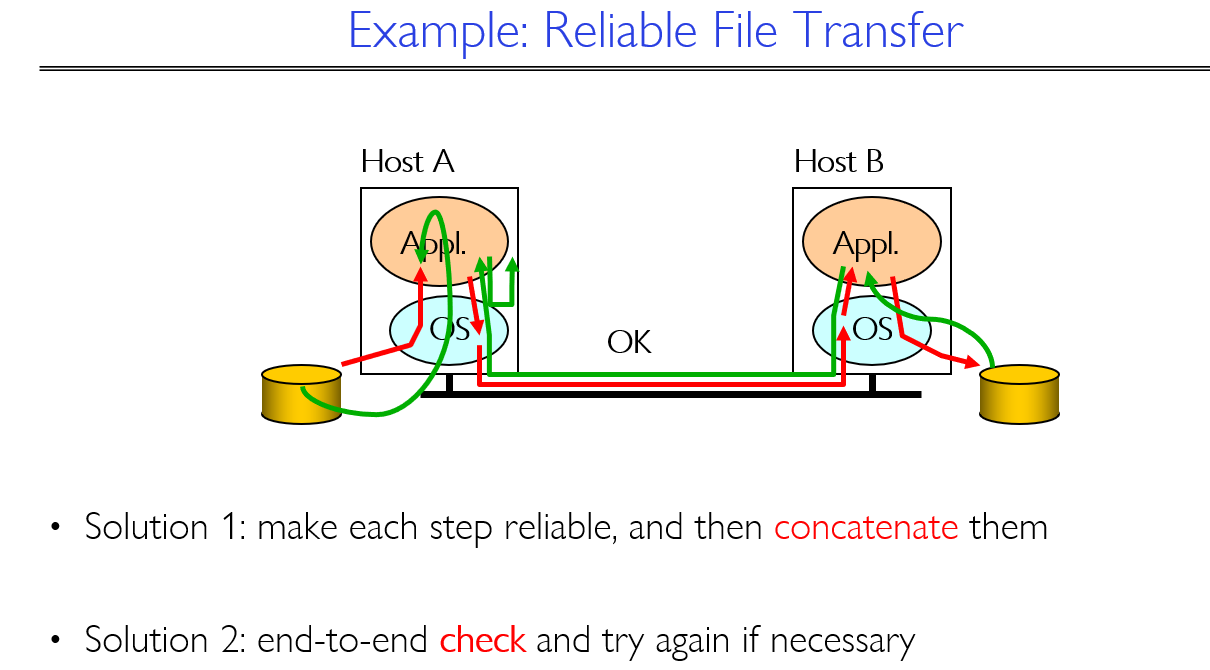 Example: Reliable File Transfer
Host A
Host B
Appl.
Appl.
OS
OS
OK
• Solution 1: make each step reliable, and then concatenate them
• Solution 2: end-to-end check and try again if necessary